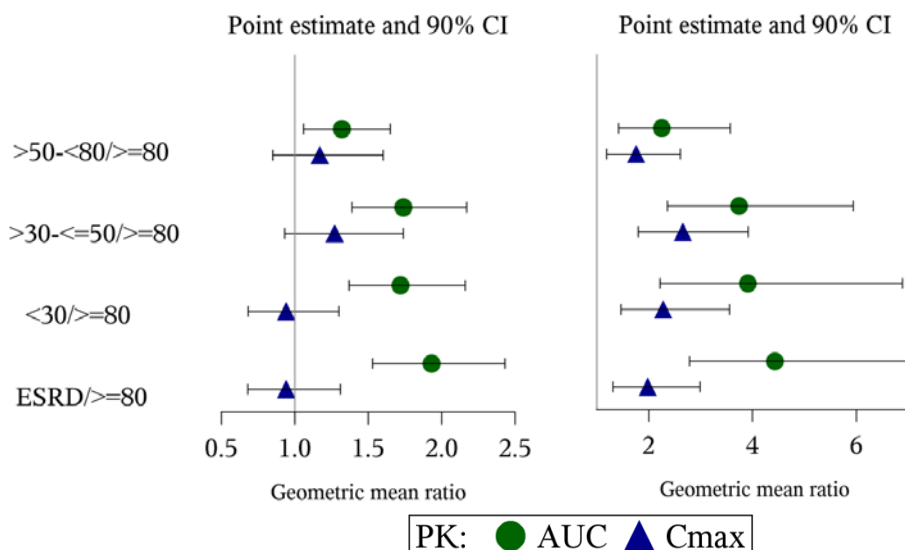 Point estimate and 90% CI Point estimate and 90% CI
>50-<80/>=80
>30-<=50/>=80
<30/>=80
ESRD/>=80
0.5 1.0 1.5 2.0 2.5 2 4 6
Geometric mean ratio Geometric mean ratio
PK: AUC Cmax